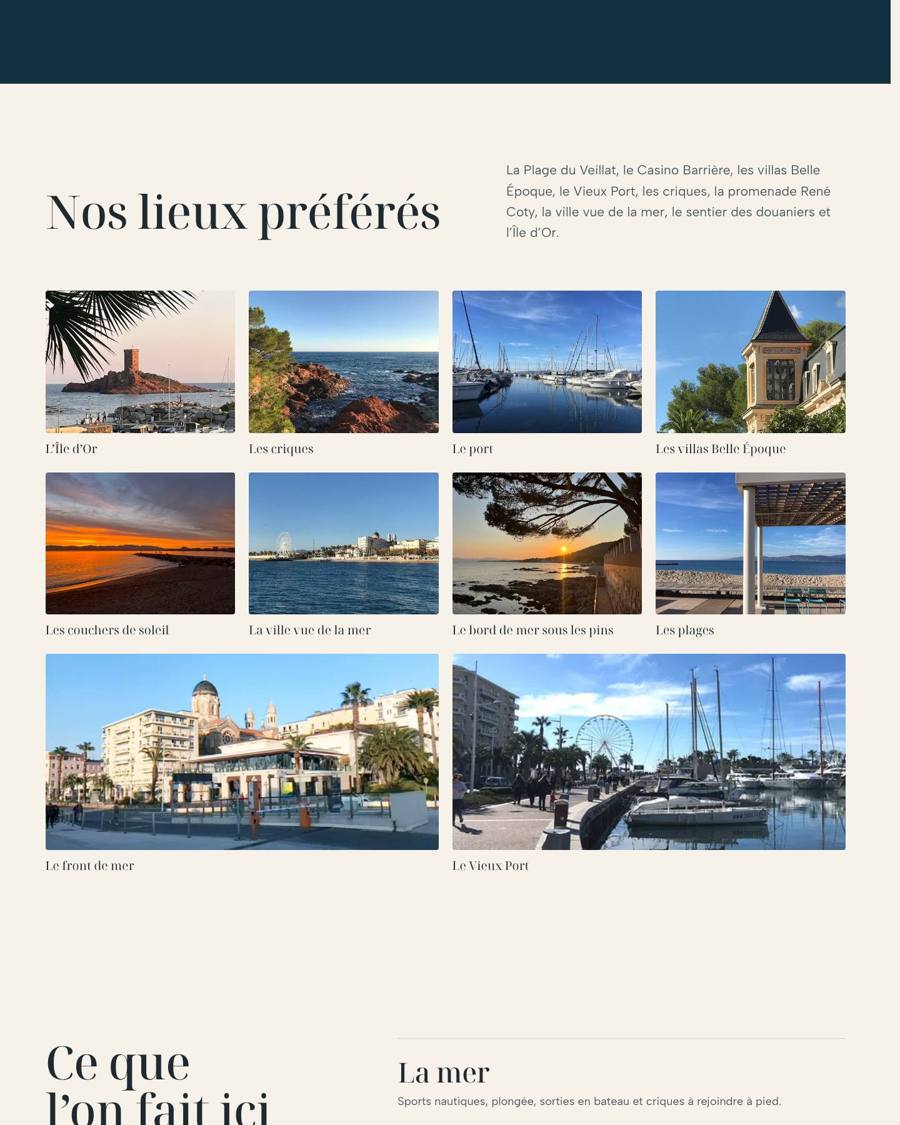 Nos lieux préférés
La Plage du Veillat, le Casino Barrière, les villas Belle
Époque, le Vieux Port, les criques, la promenade René
Coty, la ville vue de la mer, le sentier des douaniers et
l’Île d’Or.
L’Île d’Or
Les criques
Le port
Les villas Belle Époque
Les couchers de soleil
La ville vue de la mer
Le bord de mer sous les pins
Les plages
Le front de mer
Le Vieux Port
Ce que
l’on fait ici
La mer
Sports nautiques, plongée, sorties en bateau et criques à rejoindre à pied.